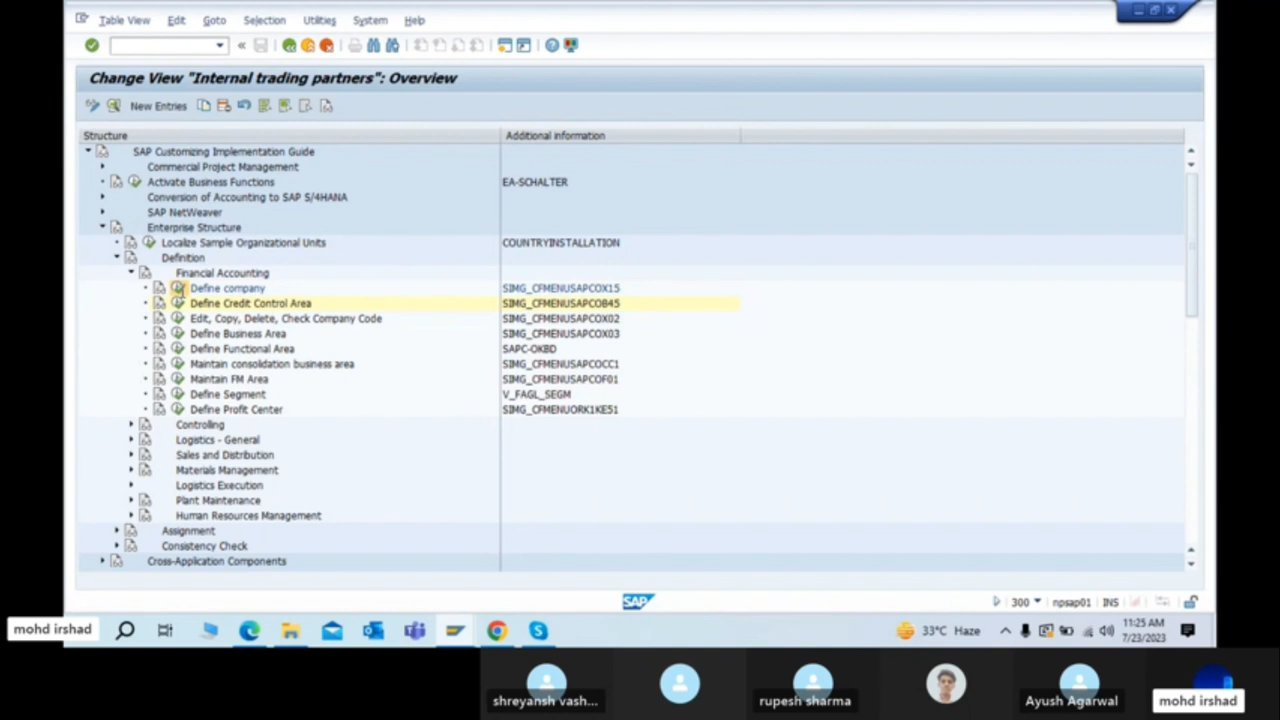 Table View Edit Goto Selection Utilities System Help
Change View "Internal trading partners": Overview
New Entries
Structure Additional information
SAP Customizing Implementation Guide
Commercial Project Management
Activate Business Functions EA-SCHALTER
Conversion of Accounting to SAP S/4HANA
SAP NetWeaver
Enterprise Structure
Localize Sample Organizational Units COUNTRYINSTALLATION
Definition
Financial Accounting
Define company SIMG_CFMENUSAPCOX15
Define Credit Control Area SIMG_CFMENUSAPCOB45
Edit, Copy, Delete, Check Company Code SIMG_CFMENUSAPCOX02
Define Business Area SIMG_CFMENUSAPCOX03
Define Functional Area SAPC-OKBD
Maintain consolidation business area SIMG_CFMENUSAPCOCC1
Maintain FM Area SIMG_CFMENUSAPCOF01
Define Segment V_FAGL_SEGM
Define Profit Center SIMG_CFMENUORK1KE51
Controlling
Logistics - General
Sales and Distribution
Materials Management
Logistics Execution
Plant Maintenance
Human Resources Management
Assignment
Consistency Check
Cross-Application Components
SAP 300 npsap01 INS
mohd irshad 33°C Haze 11:25 AM
7/23/2023
shreyansh vash... rupesh sharma Ayush Agarwal mohd irshad